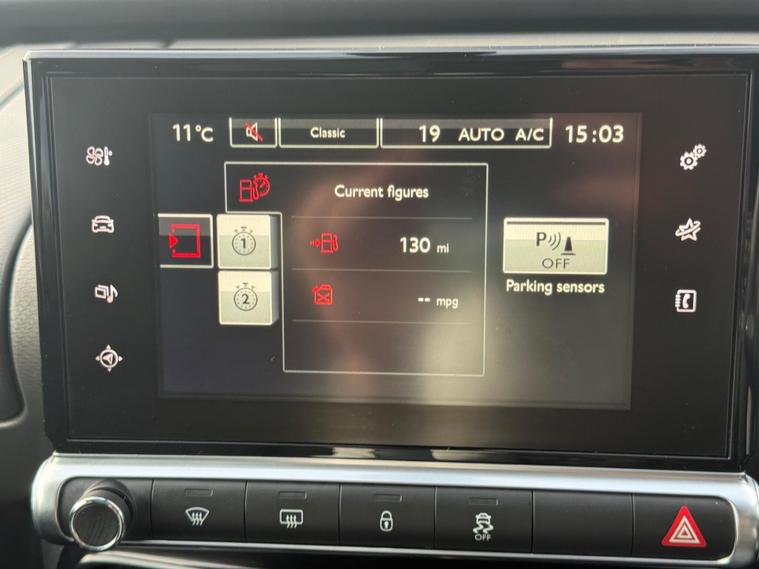 11°C Classic 19 AUTO A/C 15:03
Current figures
130 mi
1
P OFF
Parking sensors
2
-- mpg
OFF